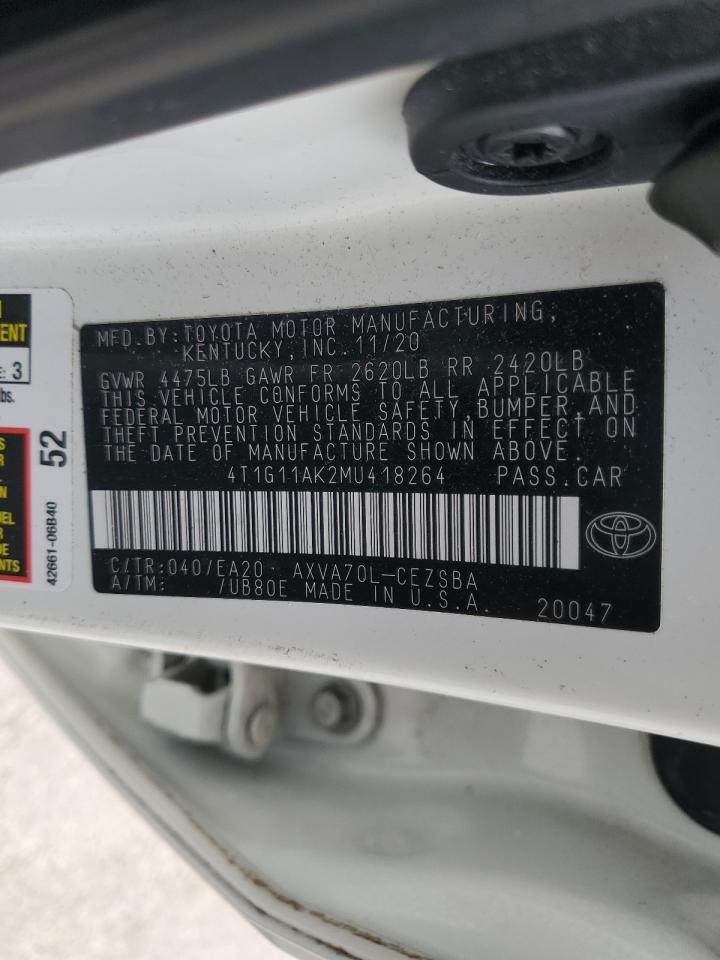 MFD.BY:TOYOTA MOTOR MANUFACTURING,
KENTUCKY,INC.11/20
GVWR 4475LB GAWR FR 2620LB RR 2420LB
THIS VEHICLE CONFORMS TO ALL APPLICABLE
FEDERAL MOTOR VEHICLE SAFETY,BUMPER,AND
THEFT PREVENTION STANDARDS IN EFFECT ON
THE DATE OF MANUFACTURE SHOWN ABOVE.
4T1G11AK2MU418264 PASS.CAR
C/TR:040/EA20 AXVA70L-CEZSBA
A/TM: /UB80E MADE IN U.S.A. 20047
3
lbs.
52
42661-06B40